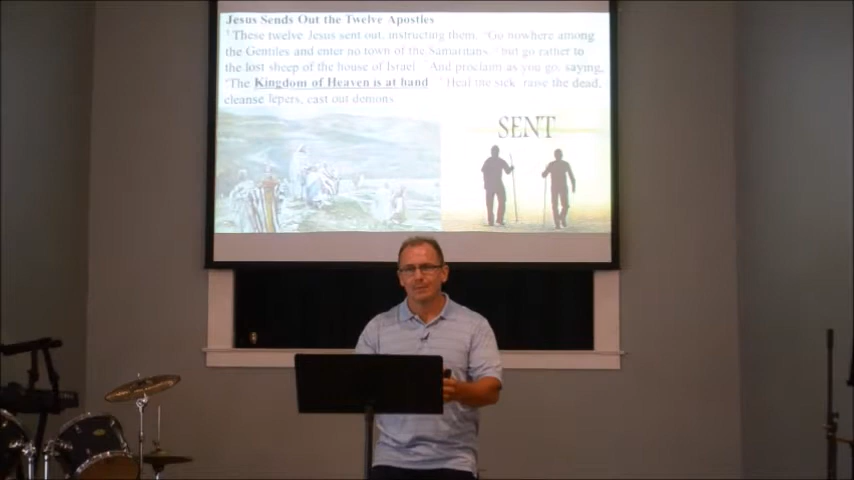 Jesus Sends Out the Twelve Apostles
5 These twelve Jesus sent out, instructing them, "Go nowhere among
the Gentiles and enter no town of the Samaritans, but go rather to
the lost sheep of the house of Israel. And proclaim as you go, saying,
'The Kingdom of Heaven is at hand Heal the sick, raise the dead,
cleanse lepers, cast out demons.
SENT